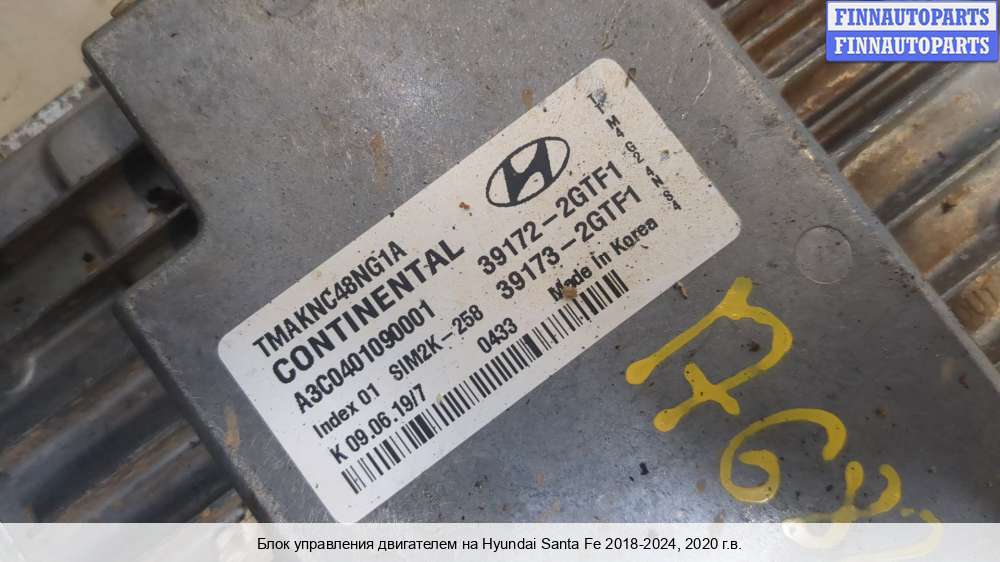 FINNAUTOPARTS
FINNAUTOPARTS
TMAKNC48NG1A
CONTINENTAL
A3C0401090001
Index 01 SIM2K-258
K 09.06.19/7 0433
39172-2GTF1
39173-2GTF1
Made in Korea
Блок управления двигателем на Hyundai Santa Fe 2018-2024, 2020 г.в.